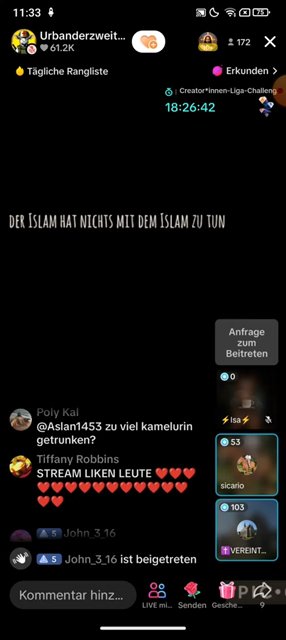 11:33
75
Urbanderzweit...
61.2K
172
Tägliche Rangliste
Erkunden
Creator*innen-Liga-Challeng
18:26:42
DER ISLAM HAT NICHTS MIT DEM ISLAM ZU TUN
Anfrage
zum
Beitreten
0
⚡Isa⚡
53
sicario
103
VEREINT...
Poly Kal
@Aslan1453 zu viel kamelurin
getrunken?
Tiffany Robbins
STREAM LIKEN LEUTE ❤❤❤
❤❤❤❤❤❤❤❤❤❤❤
❤❤
5 John_3_16
5 John_3_16 ist beigetreten
Kommentar hinz...
LIVE mi...
Senden
Gesche...
9